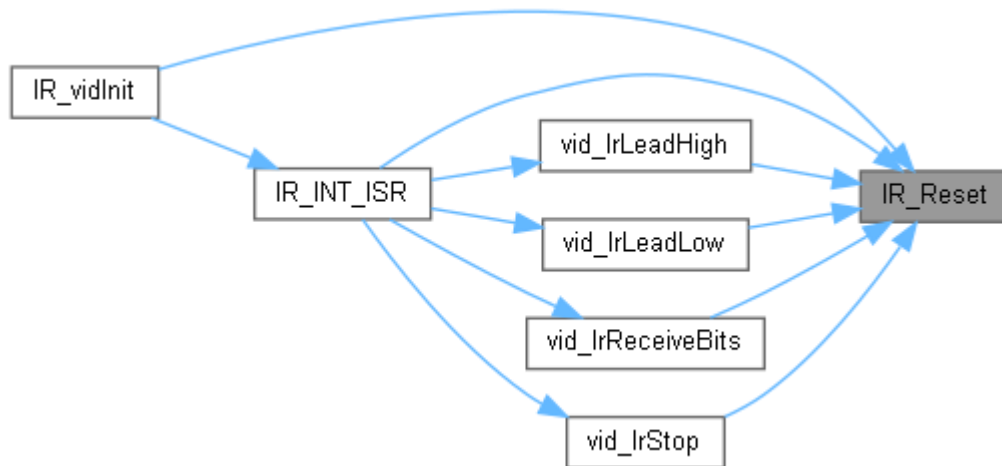 IR_vidInit
vid_IrLeadHigh
IR_INT_ISR
IR_Reset
vid_IrLeadLow
vid_IrReceiveBits
vid_IrStop